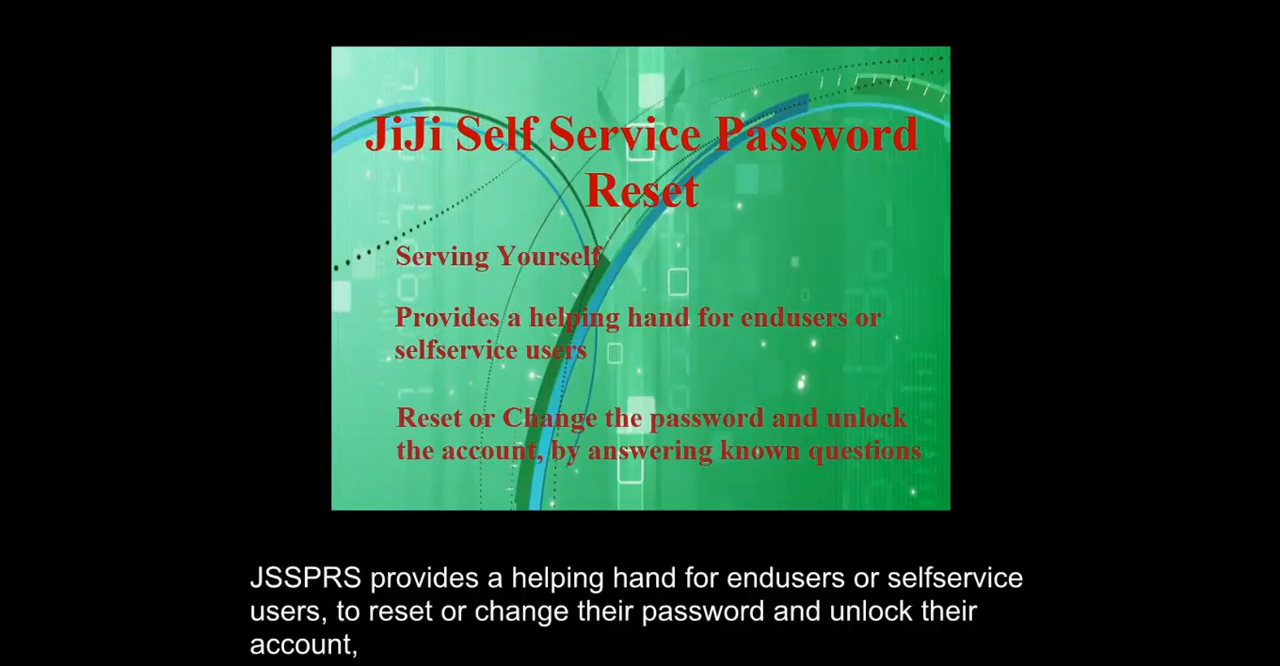 JiJi Self Service Password
Reset
Serving Yourself
Provides a helping hand for endusers or
selfservice users
Reset or Change the password and unlock
the account, by answering known questions
JSSPRS provides a helping hand for endusers or selfservice
users, to reset or change their password and unlock their
account,